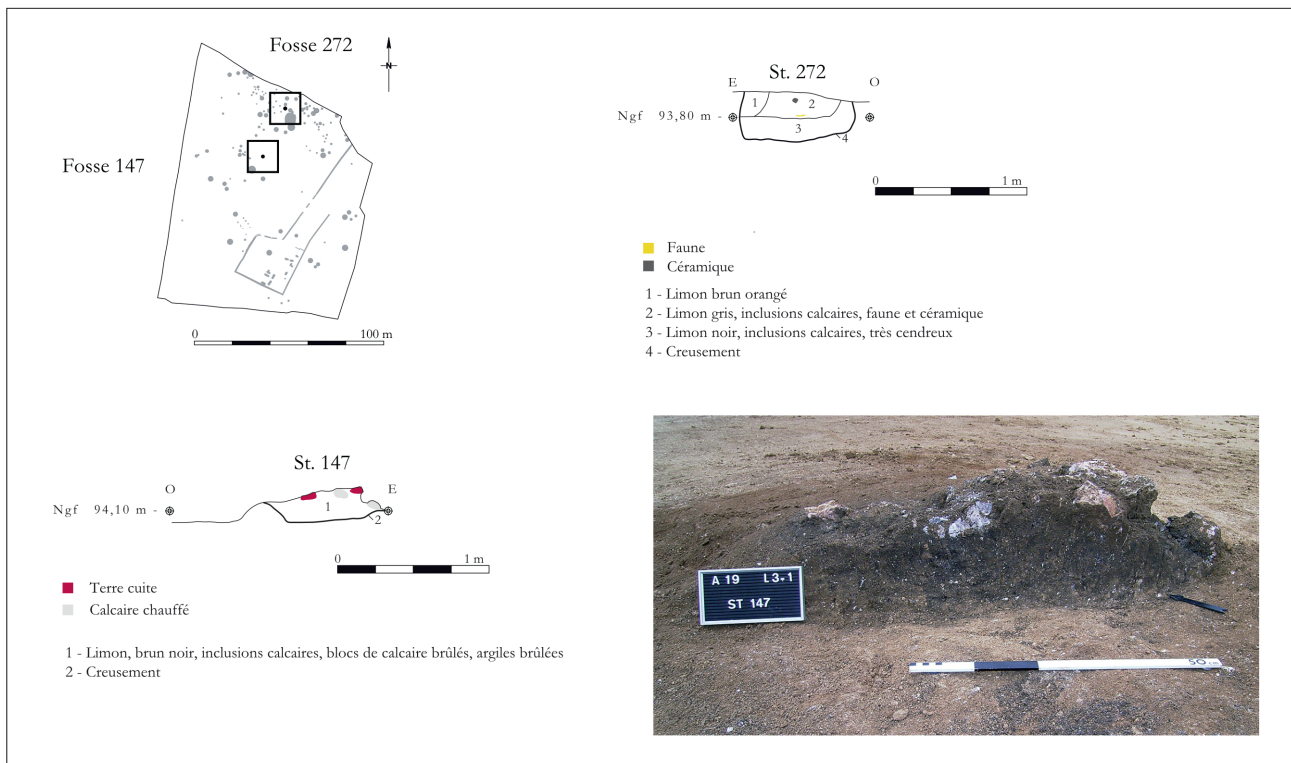 Fosse 272
N
Fosse 147
0 100 m
St. 272
E O
1 2
Ngf 93,80 m -
3
4
0 1 m
Faune
Céramique
1 - Limon brun orangé
2 - Limon gris, inclusions calcaires, faune et céramique
3 - Limon noir, inclusions calcaires, très cendreux
4 - Creusement
St. 147
O E
1
Ngf 94,10 m -
2
0 1 m
Terre cuite
Calcaire chauffé
1 - Limon, brun noir, inclusions calcaires, blocs de calcaire brûlés, argiles brûlées
2 - Creusement
A 19 L3-1
ST 147
50 cm